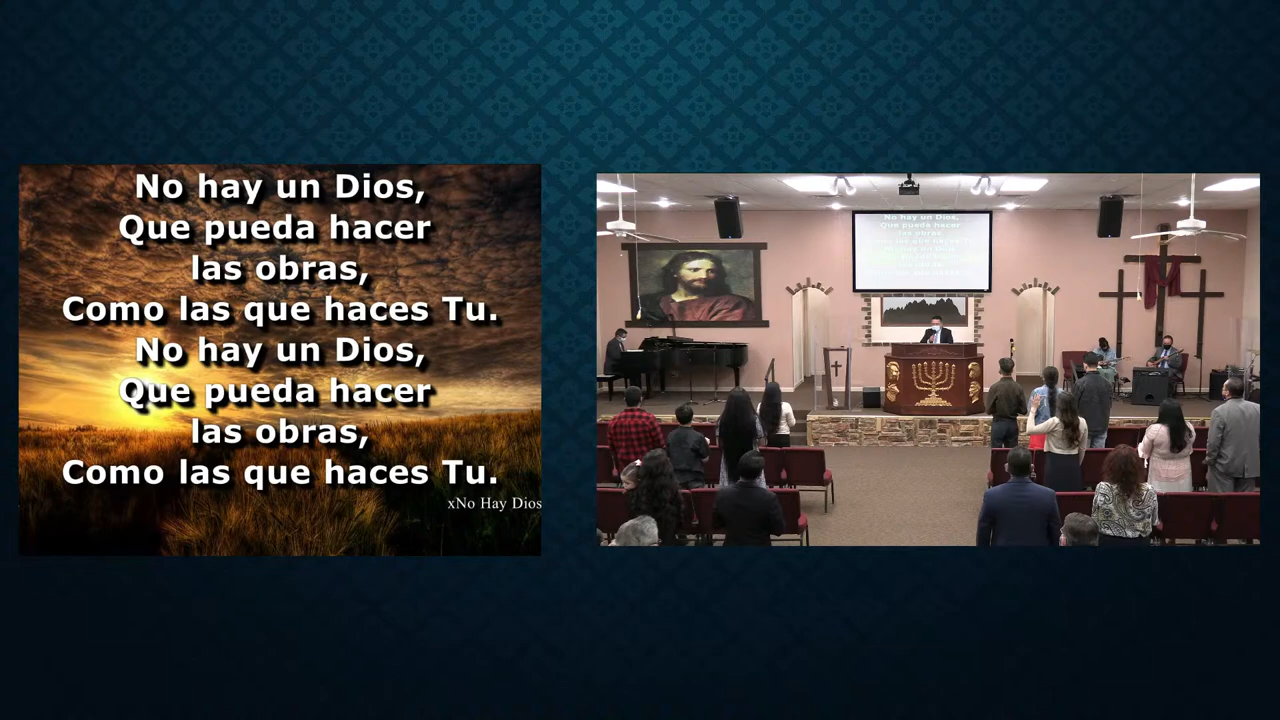 No hay un Dios,
Que pueda hacer
las obras,
Como las que haces Tu.
No hay un Dios,
Que pueda hacer
las obras,
Como las que haces Tu.
xNo Hay Dios
No hay un Dios,
Que pueda hacer
las obras,